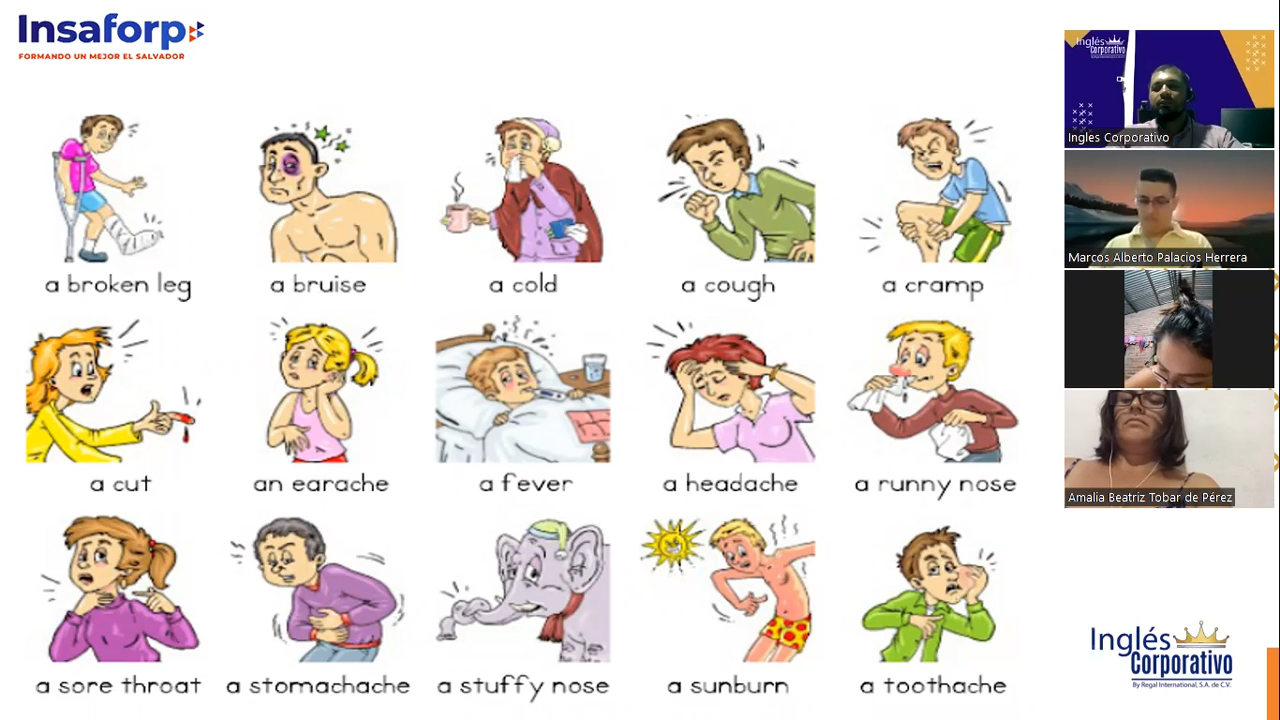 Insaforp
FORMANDO UN MEJOR EL SALVADOR
a broken leg
a bruise
a cold
a cough
a cramp
a cut
an earache
a fever
a headache
a runny nose
a sore throat
a stomachache
a stuffy nose
a sunburn
a toothache
Inglés
Corporativo
Ingles Corporativo
Marcos Alberto Palacios Herrera
Amalia Beatriz Tobar de Pérez
Inglés
Corporativo
By Regal International, S.A. de C.V.